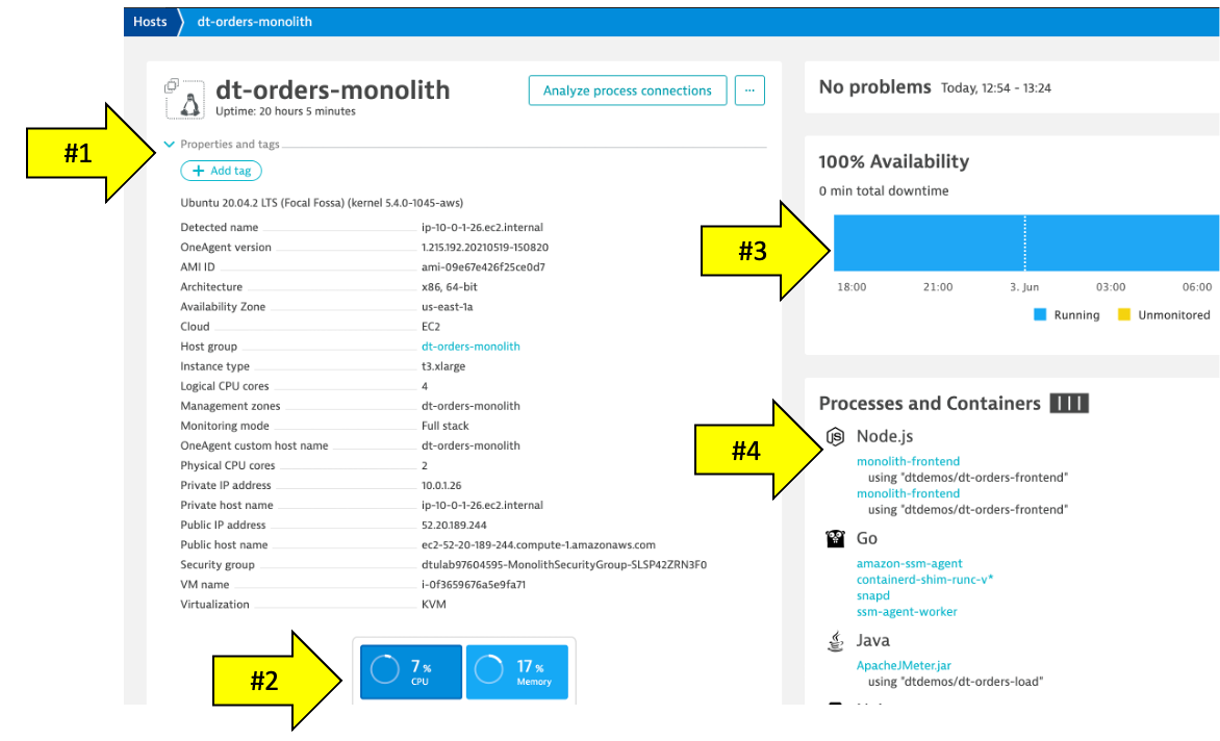 Hosts dt-orders-monolith
dt-orders-monolith
Uptime: 20 hours 5 minutes
Analyze process connections ...
#1
Properties and tags
+ Add tag
Ubuntu 20.04.2 LTS (Focal Fossa) (kernel 5.4.0-1045-aws)
Detected name ip-10-0-1-26.ec2.internal
OneAgent version 1.215.192.20210519-150820
AMI ID ami-09e67e426f25ce0d7
Architecture x86, 64-bit
Availability Zone us-east-1a
Cloud EC2
Host group dt-orders-monolith
Instance type t3.xlarge
Logical CPU cores 4
Management zones dt-orders-monolith
Monitoring mode Full stack
OneAgent custom host name dt-orders-monolith
Physical CPU cores 2
Private IP address 10.0.1.26
Private host name ip-10-0-1-26.ec2.internal
Public IP address 52.20.189.244
Public host name ec2-52-20-189-244.compute-1.amazonaws.com
Security group dtulab97604595-MonolithSecurityGroup-SLSP42ZRN3F0
VM name i-0f3659676a5e9fa71
Virtualization KVM
#2
7 %
CPU
17 %
Memory
No problems Today, 12:54 - 13:24
100% Availability
0 min total downtime
#3
18:00 21:00 3. Jun 03:00 06:00
Running Unmonitored
Processes and Containers
#4
Node.js
monolith-frontend
using "dtdemos/dt-orders-frontend"
monolith-frontend
using "dtdemos/dt-orders-frontend"
Go
amazon-ssm-agent
containerd-shim-runc-v*
snapd
ssm-agent-worker
Java
ApacheJMeter.jar
using "dtdemos/dt-orders-load"